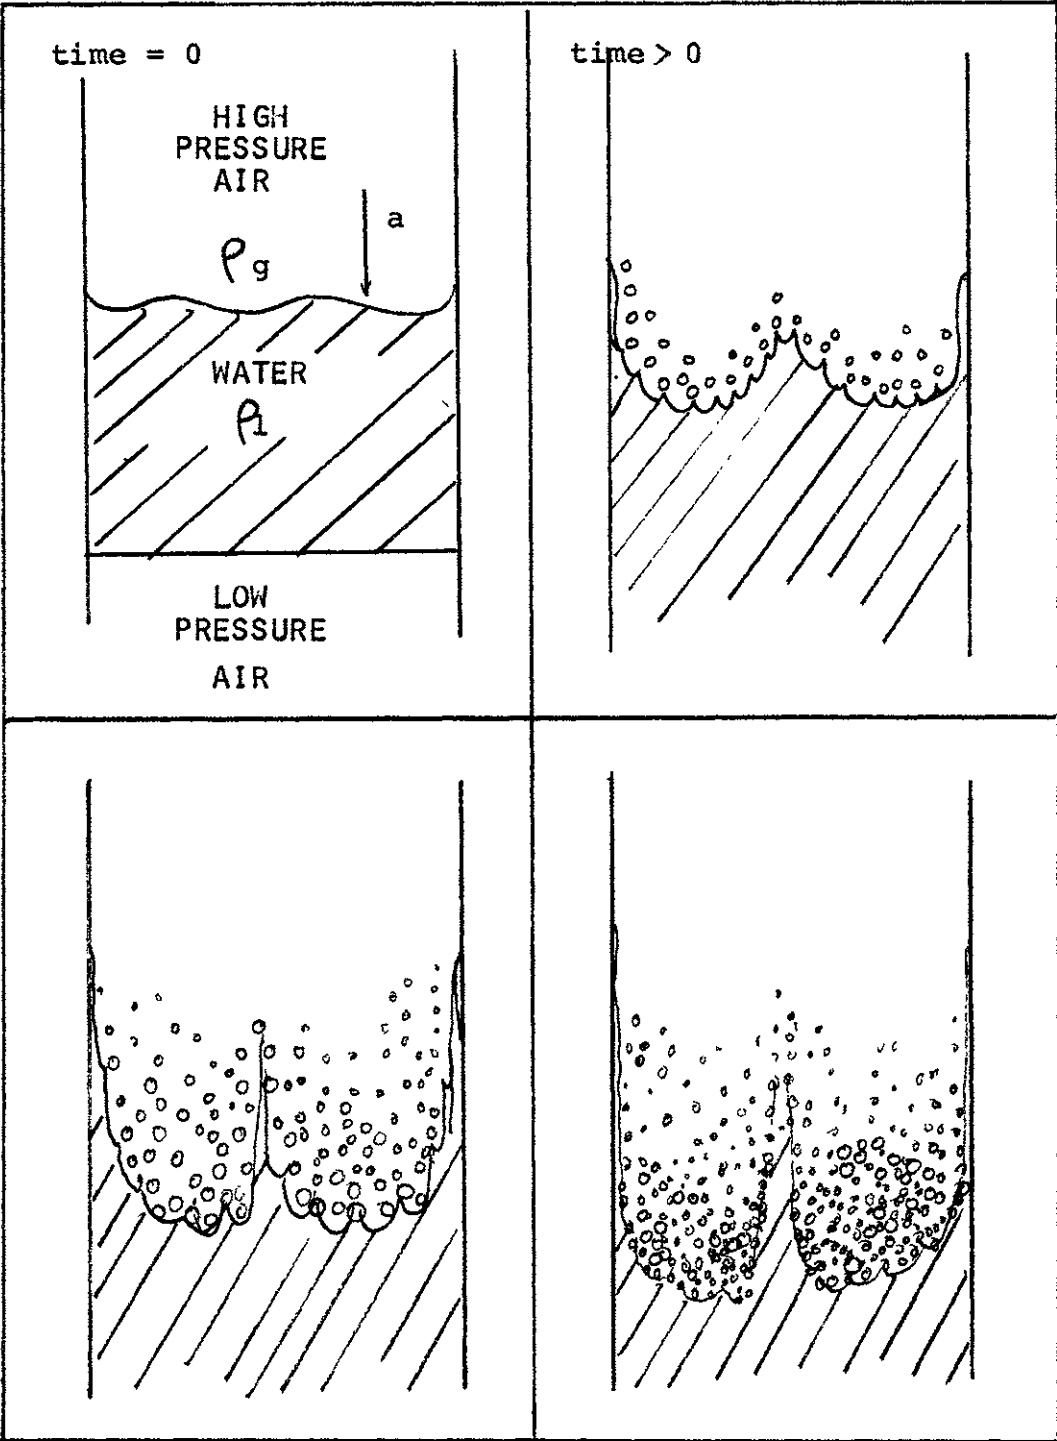 time = 0
HIGH
PRESSURE
AIR
a
ρg
WATER
ρl
LOW
PRESSURE
AIR
time > 0